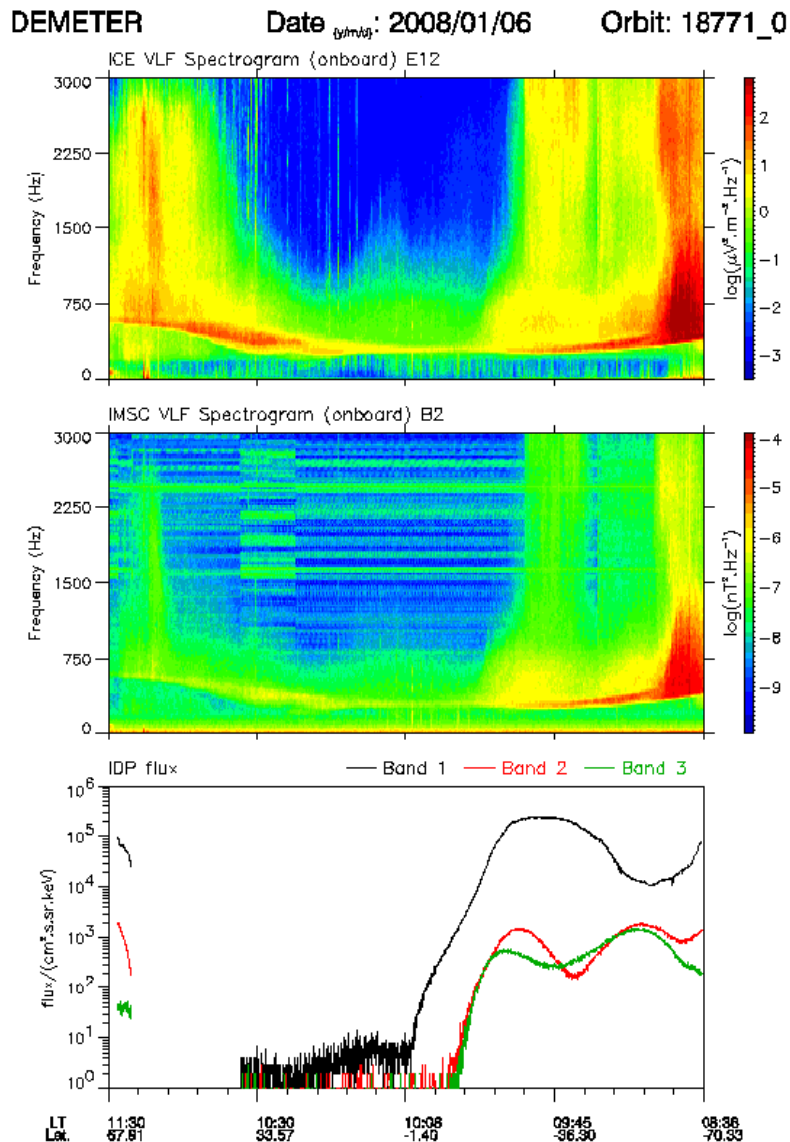 DEMETER Date (y/m/d): 2008/01/06 Orbit: 18771_0
ICE VLF Spectrogram (onboard) E12
3000
2250
1500
750
0
Frequency (Hz)
2
1
0
−1
−2
−3
log(μV².m⁻².Hz⁻¹)
IMSC VLF Spectrogram (onboard) B2
3000
2250
1500
750
0
Frequency (Hz)
−4
−5
−6
−7
−8
−9
log(nT².Hz⁻¹)
IDP flux Band 1 Band 2 Band 3
10⁶
10⁵
10⁴
10³
10²
10¹
10⁰
flux/(cm².s.sr.keV)
LT 11:30 10:30 10:08 09:45 08:38
Lat. 67.81 33.57 -1.40 -36.30